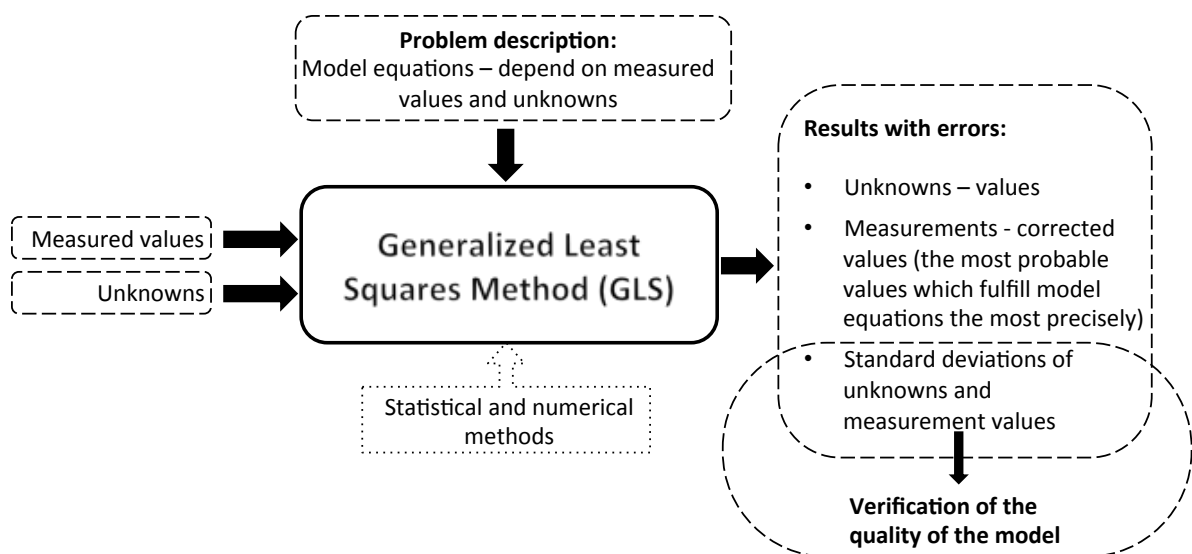 Problem description:
Model equations – depend on measured
values and unknowns
Measured values
Unknowns
Generalized Least
Squares Method (GLS)
Statistical and numerical
methods
Results with errors:
• Unknowns – values
• Measurements - corrected
values (the most probable
values which fulfill model
equations the most precisely)
• Standard deviations of
unknowns and
measurement values
Verification of the
quality of the model